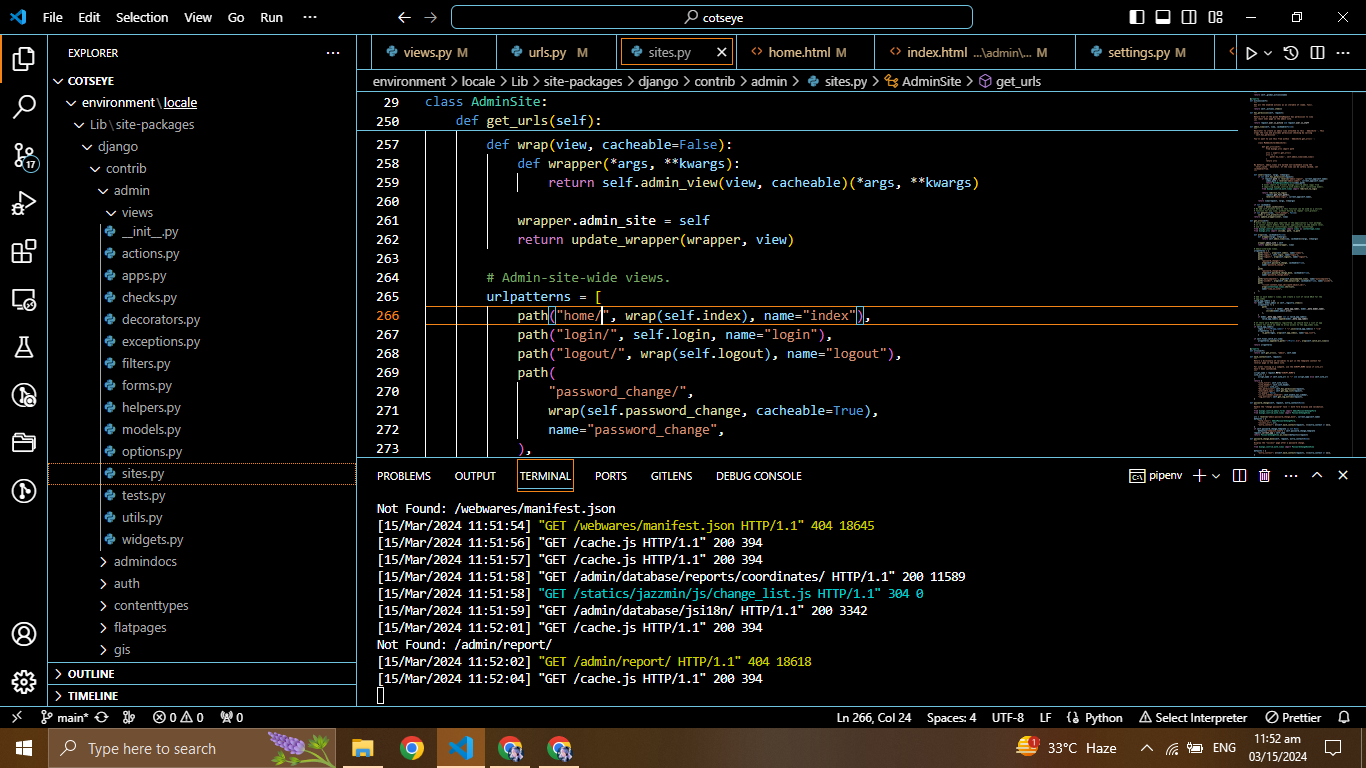 File Edit Selection View Go Run ··· cotseye
EXPLORER ···
COTSEYE
environment \ locale
Lib \ site-packages
django
contrib
admin
views
__init__.py
actions.py
apps.py
checks.py
decorators.py
exceptions.py
filters.py
forms.py
helpers.py
models.py
options.py
sites.py
tests.py
utils.py
widgets.py
admindocs
auth
contenttypes
flatpages
gis
OUTLINE
TIMELINE
17
views.py M urls.py M sites.py home.html M index.html ...\admin\... M settings.py M
environment > locale > Lib > site-packages > django > contrib > admin > sites.py > AdminSite > get_urls
29 class AdminSite:
250 def get_urls(self):
257 def wrap(view, cacheable=False):
258 def wrapper(*args, **kwargs):
259 return self.admin_view(view, cacheable)(*args, **kwargs)
260
261 wrapper.admin_site = self
262 return update_wrapper(wrapper, view)
263
264 # Admin-site-wide views.
265 urlpatterns = [
266 path("home/", wrap(self.index), name="index"),
267 path("login/", self.login, name="login"),
268 path("logout/", wrap(self.logout), name="logout"),
269 path(
270 "password_change/",
271 wrap(self.password_change, cacheable=True),
272 name="password_change",
273 ),
PROBLEMS OUTPUT TERMINAL PORTS GITLENS DEBUG CONSOLE pipenv
Not Found: /webwares/manifest.json
[15/Mar/2024 11:51:54] "GET /webwares/manifest.json HTTP/1.1" 404 18645
[15/Mar/2024 11:51:56] "GET /cache.js HTTP/1.1" 200 394
[15/Mar/2024 11:51:57] "GET /cache.js HTTP/1.1" 200 394
[15/Mar/2024 11:51:58] "GET /admin/database/reports/coordinates/ HTTP/1.1" 200 11589
[15/Mar/2024 11:51:58] "GET /statics/jazzmin/js/change_list.js HTTP/1.1" 304 0
[15/Mar/2024 11:51:59] "GET /admin/database/jsi18n/ HTTP/1.1" 200 3342
[15/Mar/2024 11:52:01] "GET /cache.js HTTP/1.1" 200 394
Not Found: /admin/report/
[15/Mar/2024 11:52:02] "GET /admin/report/ HTTP/1.1" 404 18618
[15/Mar/2024 11:52:04] "GET /cache.js HTTP/1.1" 200 394
main* 0 0 0 Ln 266, Col 24 Spaces: 4 UTF-8 LF Python Select Interpreter Prettier
Type here to search 1 33°C Haze ENG 11:52 am
03/15/2024